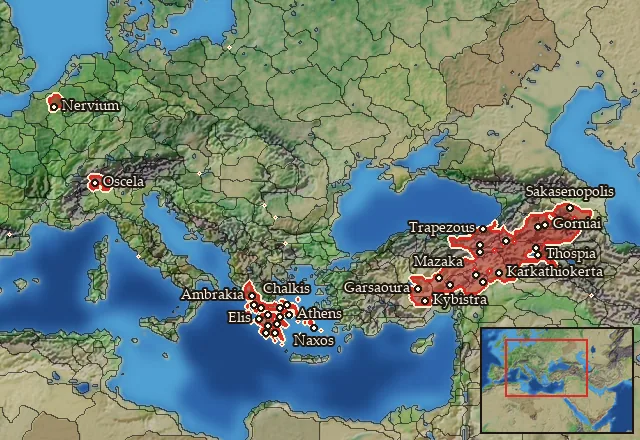 Nervium
Oscela
Sakasenopolis
Trapezous
Gorniai
Thospia
Mazaka
Karkathiokerta
Garsaoura
Ambrakia
Chalkis
Kybistra
Elis
Athens
Naxos